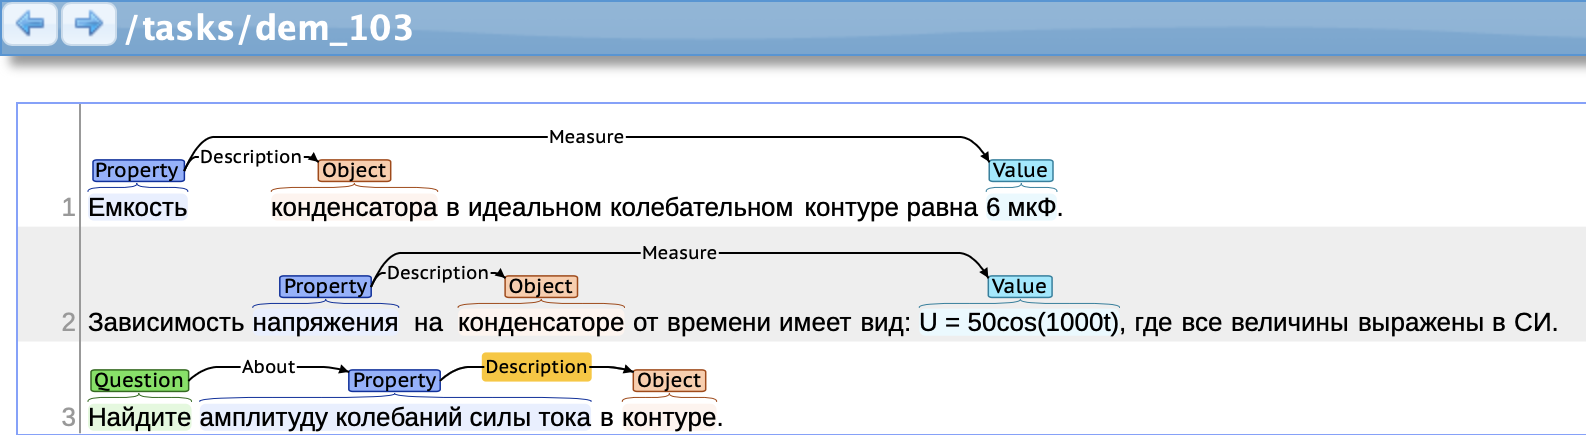 /tasks/dem_103
Measure
Description
Property Object Value
1 Емкость конденсатора в идеальном колебательном контуре равна 6 мкФ.
Measure
Description
Property Object Value
2 Зависимость напряжения на конденсаторе от времени имеет вид: U = 50cos(1000t), где все величины выражены в СИ.
About Description
Question Property Object
3 Найдите амплитуду колебаний силы тока в контуре.